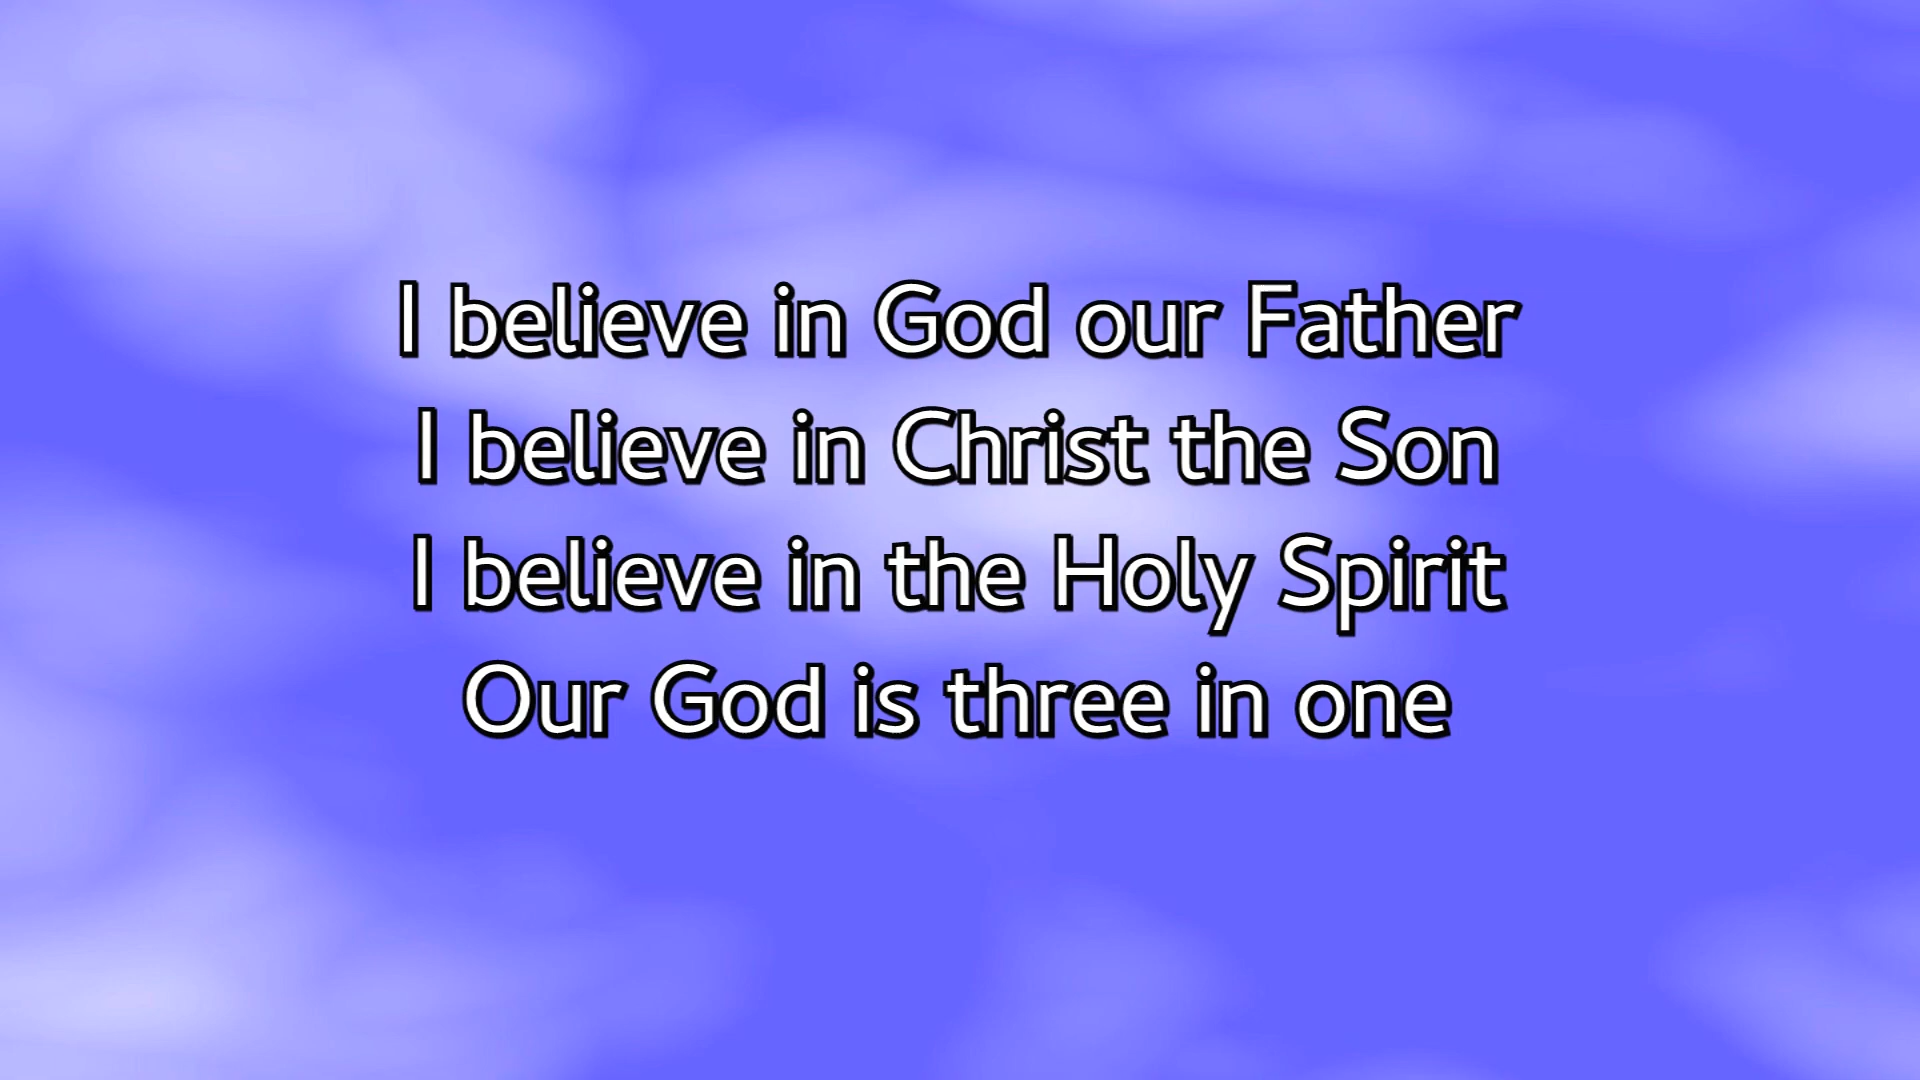 I believe in God our Father
I believe in Christ the Son
I believe in the Holy Spirit
Our God is three in one